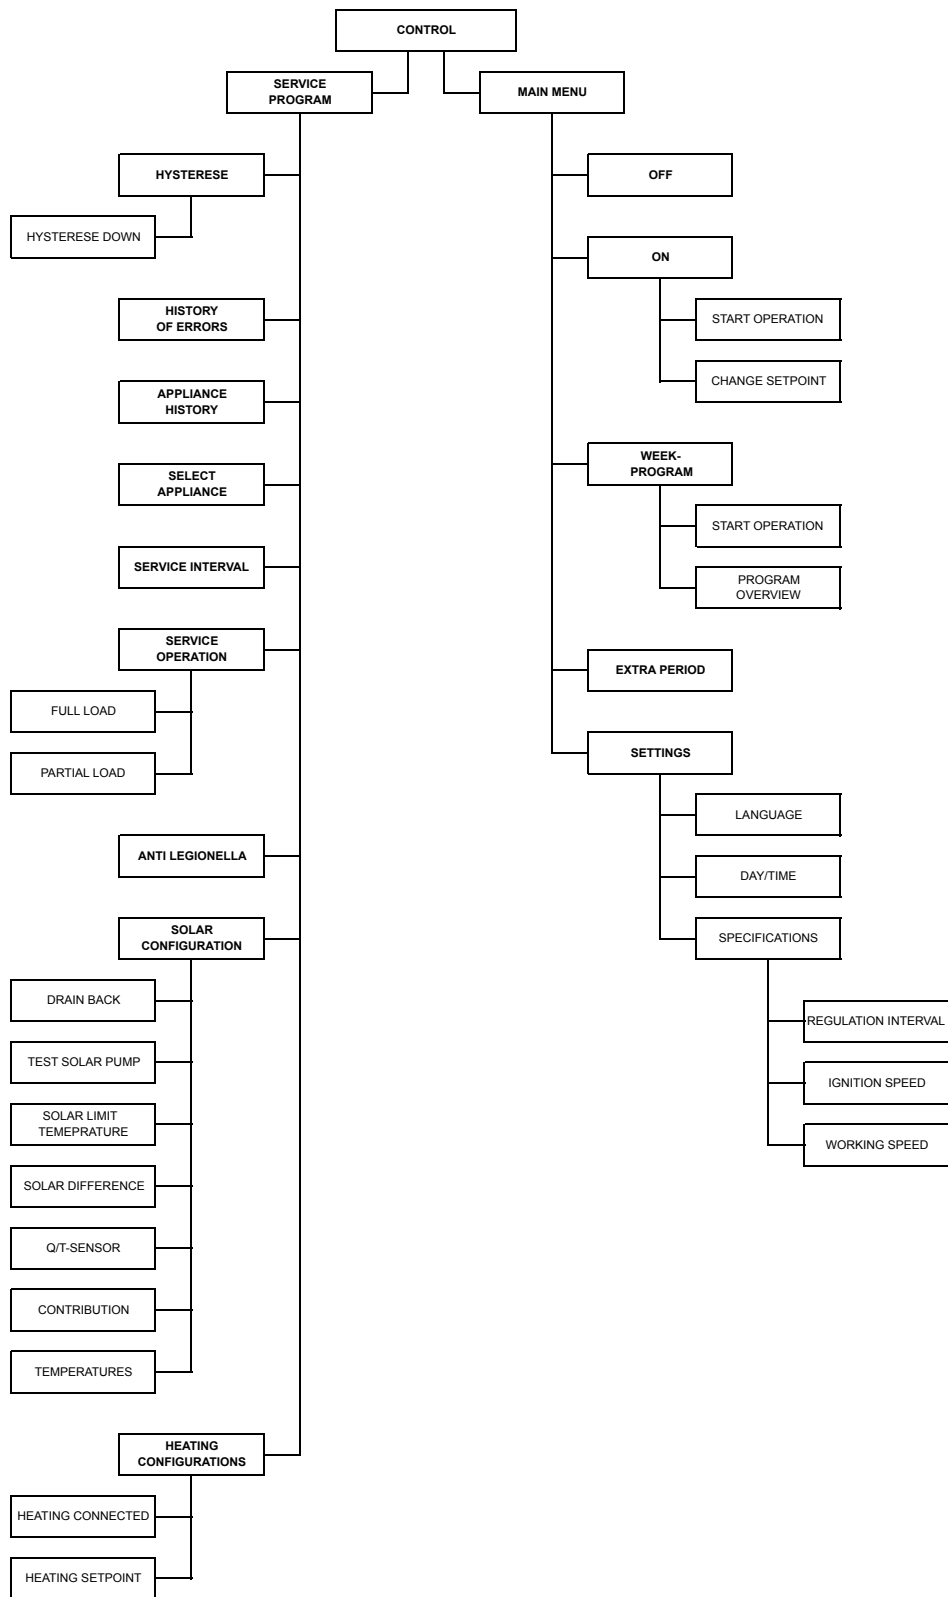 CONTROL
SERVICE
PROGRAM
MAIN MENU
HYSTERESE
HYSTERESE DOWN
HISTORY
OF ERRORS
APPLIANCE
HISTORY
SELECT
APPLIANCE
SERVICE INTERVAL
SERVICE
OPERATION
FULL LOAD
PARTIAL LOAD
ANTI LEGIONELLA
SOLAR
CONFIGURATION
DRAIN BACK
TEST SOLAR PUMP
SOLAR LIMIT
TEMEPRATURE
SOLAR DIFFERENCE
Q/T-SENSOR
CONTRIBUTION
TEMPERATURES
HEATING
CONFIGURATIONS
HEATING CONNECTED
HEATING SETPOINT
OFF
ON
START OPERATION
CHANGE SETPOINT
WEEK-
PROGRAM
START OPERATION
PROGRAM
OVERVIEW
EXTRA PERIOD
SETTINGS
LANGUAGE
DAY/TIME
SPECIFICATIONS
REGULATION INTERVAL
IGNITION SPEED
WORKING SPEED